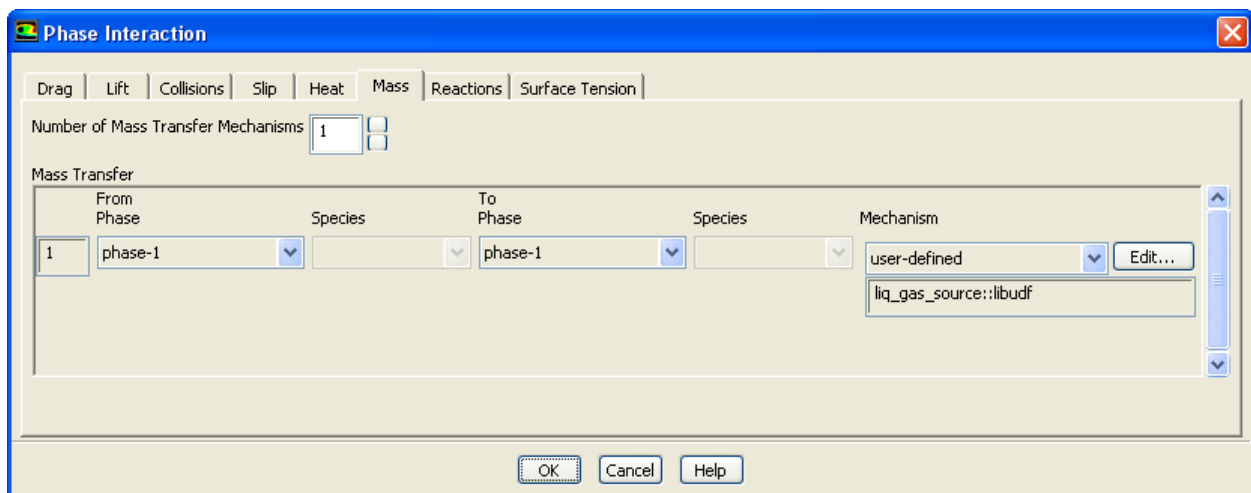 Phase Interaction
Drag Lift Collisions Slip Heat Mass Reactions Surface Tension
Number of Mass Transfer Mechanisms 1
Mass Transfer
From To
Phase Species Phase Species Mechanism
1 phase-1 phase-1 user-defined Edit...
liq_gas_source::libudf
OK Cancel Help